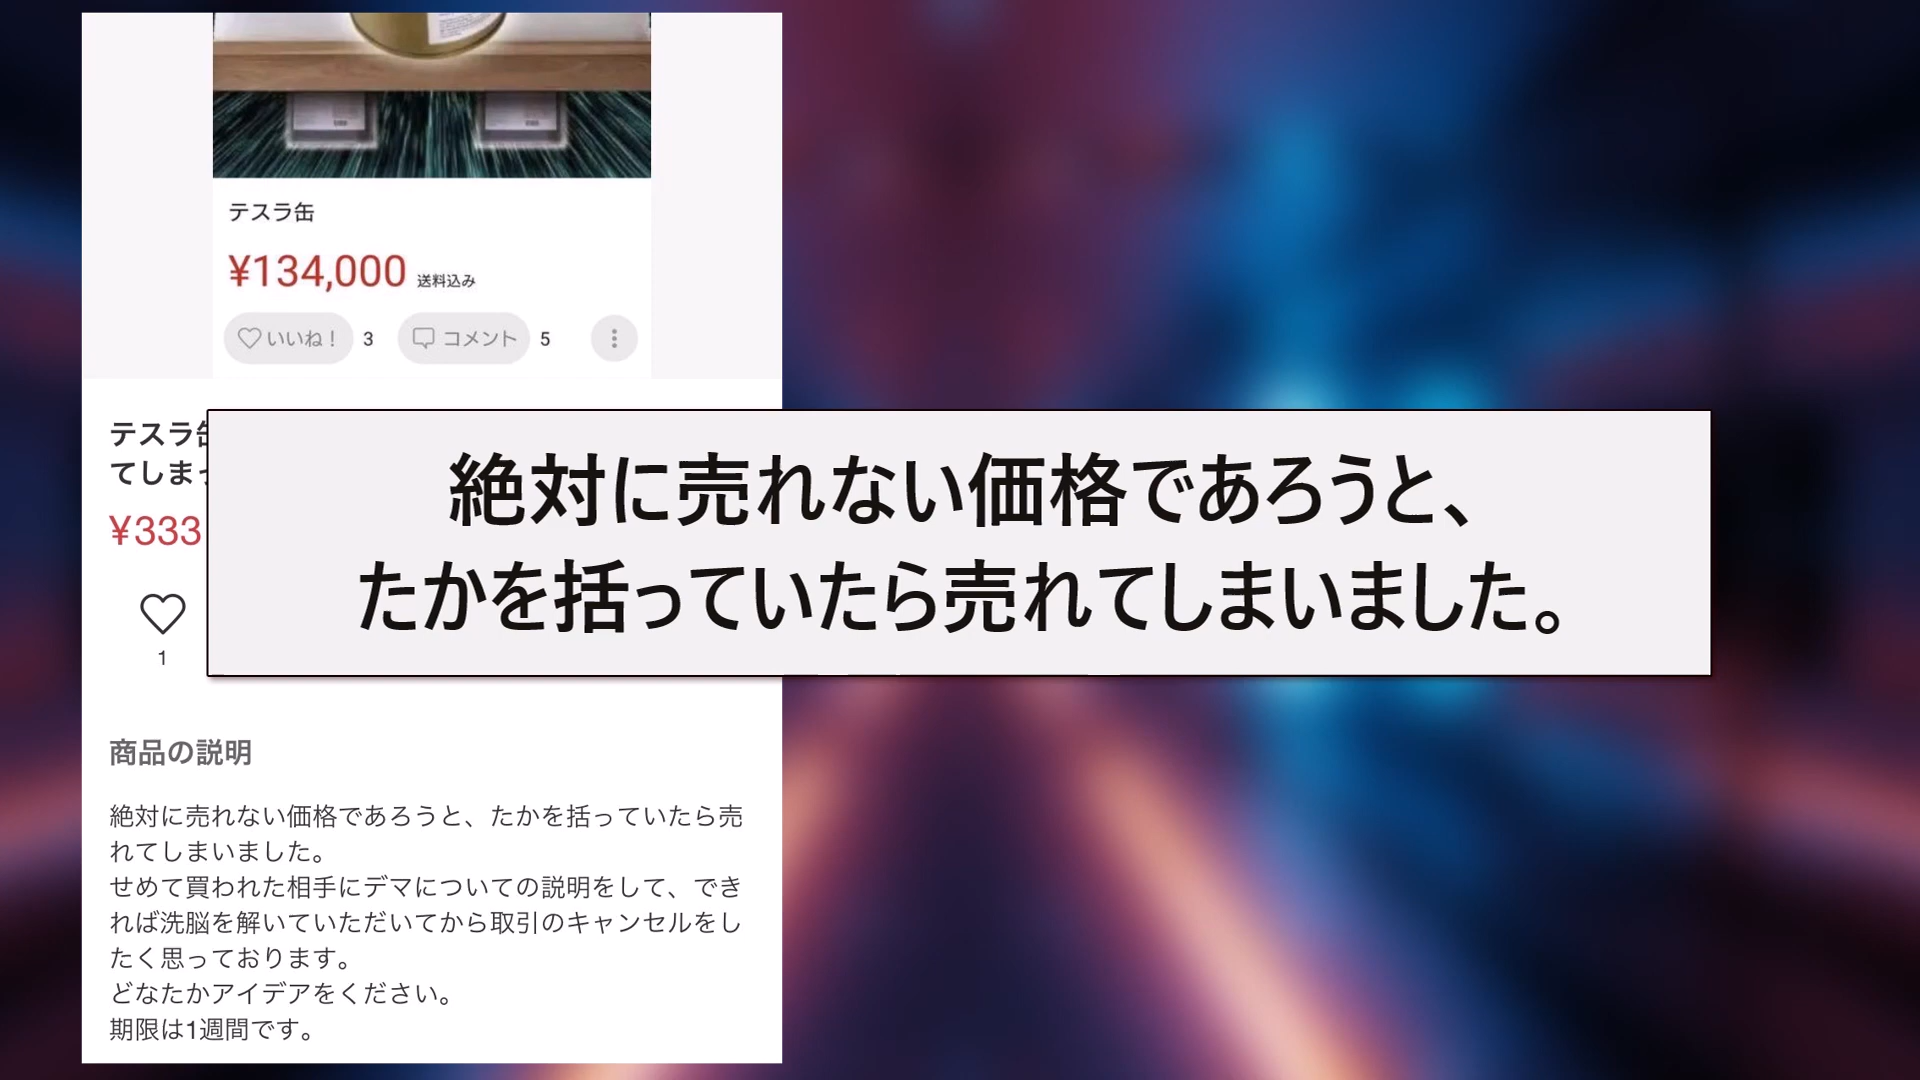 テスラ缶
¥134,000 送料込み
いいね！ 3 コメント 5
テスラ缶
てしまっ
¥333
1
絶対に売れない価格であろうと、
たかを括っていたら売れてしまいました。
商品の説明
絶対に売れない価格であろうと、たかを括っていたら売
れてしまいました。
せめて買われた相手にデマについての説明をして、でき
れば洗脳を解いていただいてから取引のキャンセルをし
たく思っております。
どなたかアイデアをください。
期限は1週間です。